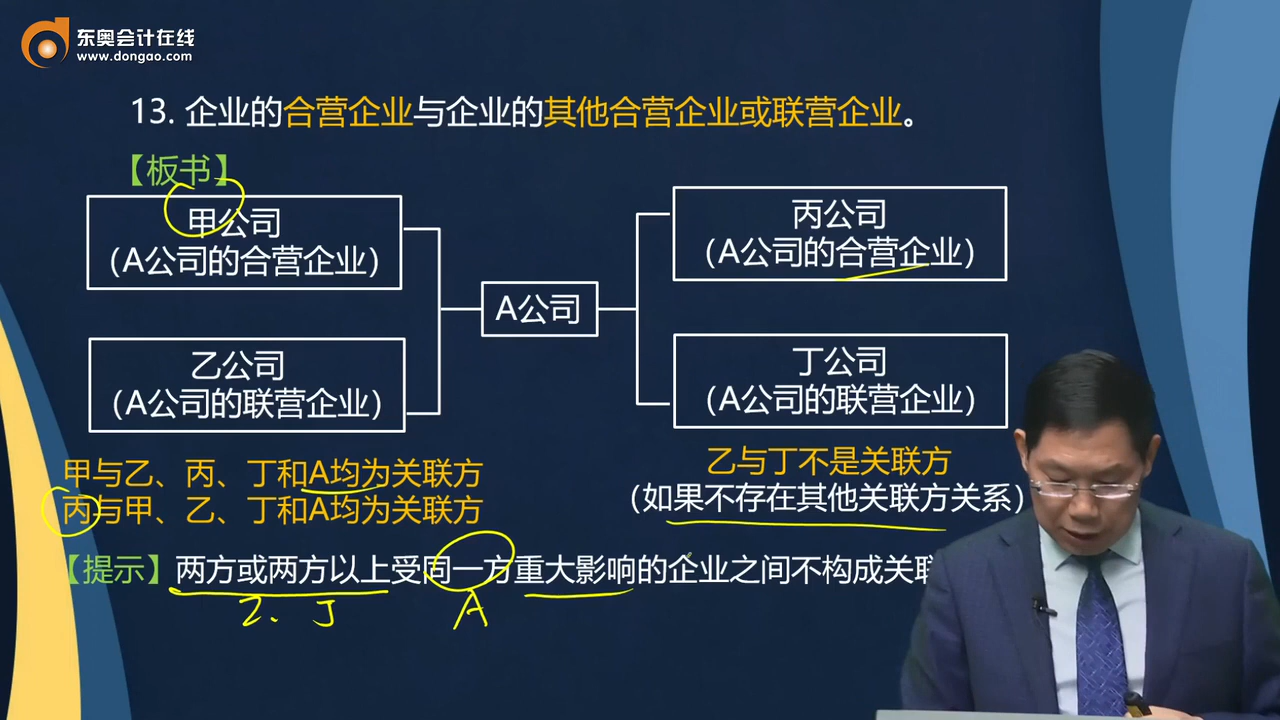 东奥会计在线
www.dongao.com
13. 企业的合营企业与企业的其他合营企业或联营企业。
【板书】
甲公司
（A公司的合营企业）
乙公司
（A公司的联营企业）
A公司
丙公司
（A公司的合营企业）
丁公司
（A公司的联营企业）
甲与乙、丙、丁和A均为关联方
丙与甲、乙、丁和A均为关联方
乙与丁不是关联方
（如果不存在其他关联方关系）
【提示】两方或两方以上受同一方重大影响的企业之间不构成关联
乙. 丁
A